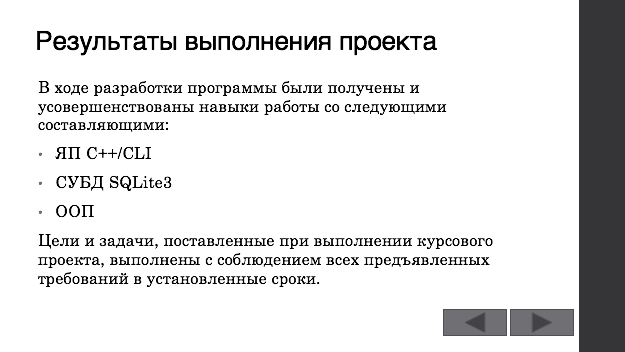 Результаты выполнения проекта
В ходе разработки программы были получены и
усовершенствованы навыки работы со следующими
составляющими:
• ЯП C++/CLI
• СУБД SQLite3
• ООП
Цели и задачи, поставленные при выполнении курсового
проекта, выполнены с соблюдением всех предъявленных
требований в установленные сроки.